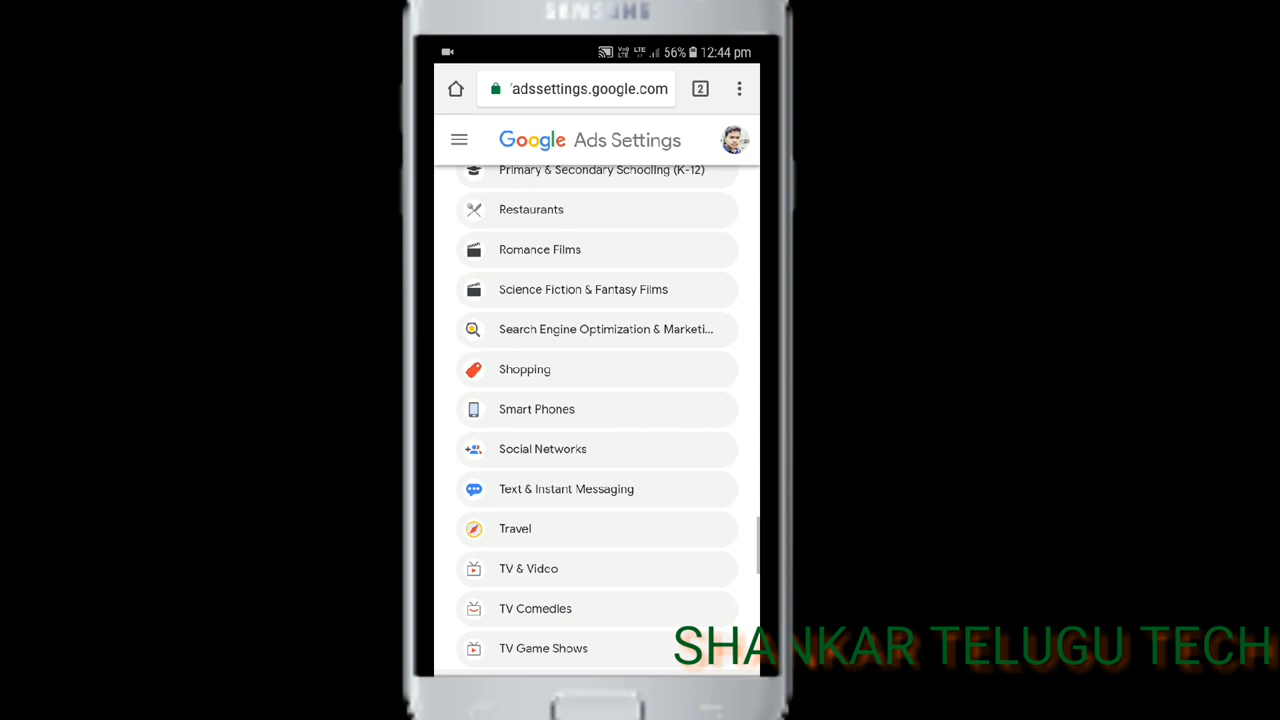 SAMSUNG
56% 12:44 pm
adssettings.google.com
2
Google Ads Settings
Primary & Secondary Schooling (K-12)
Restaurants
Romance Films
Science Fiction & Fantasy Films
Search Engine Optimization & Marketi...
Shopping
Smart Phones
Social Networks
Text & Instant Messaging
Travel
TV & Video
TV Comedies
TV Game Shows
SHANKAR TELUGU TECH